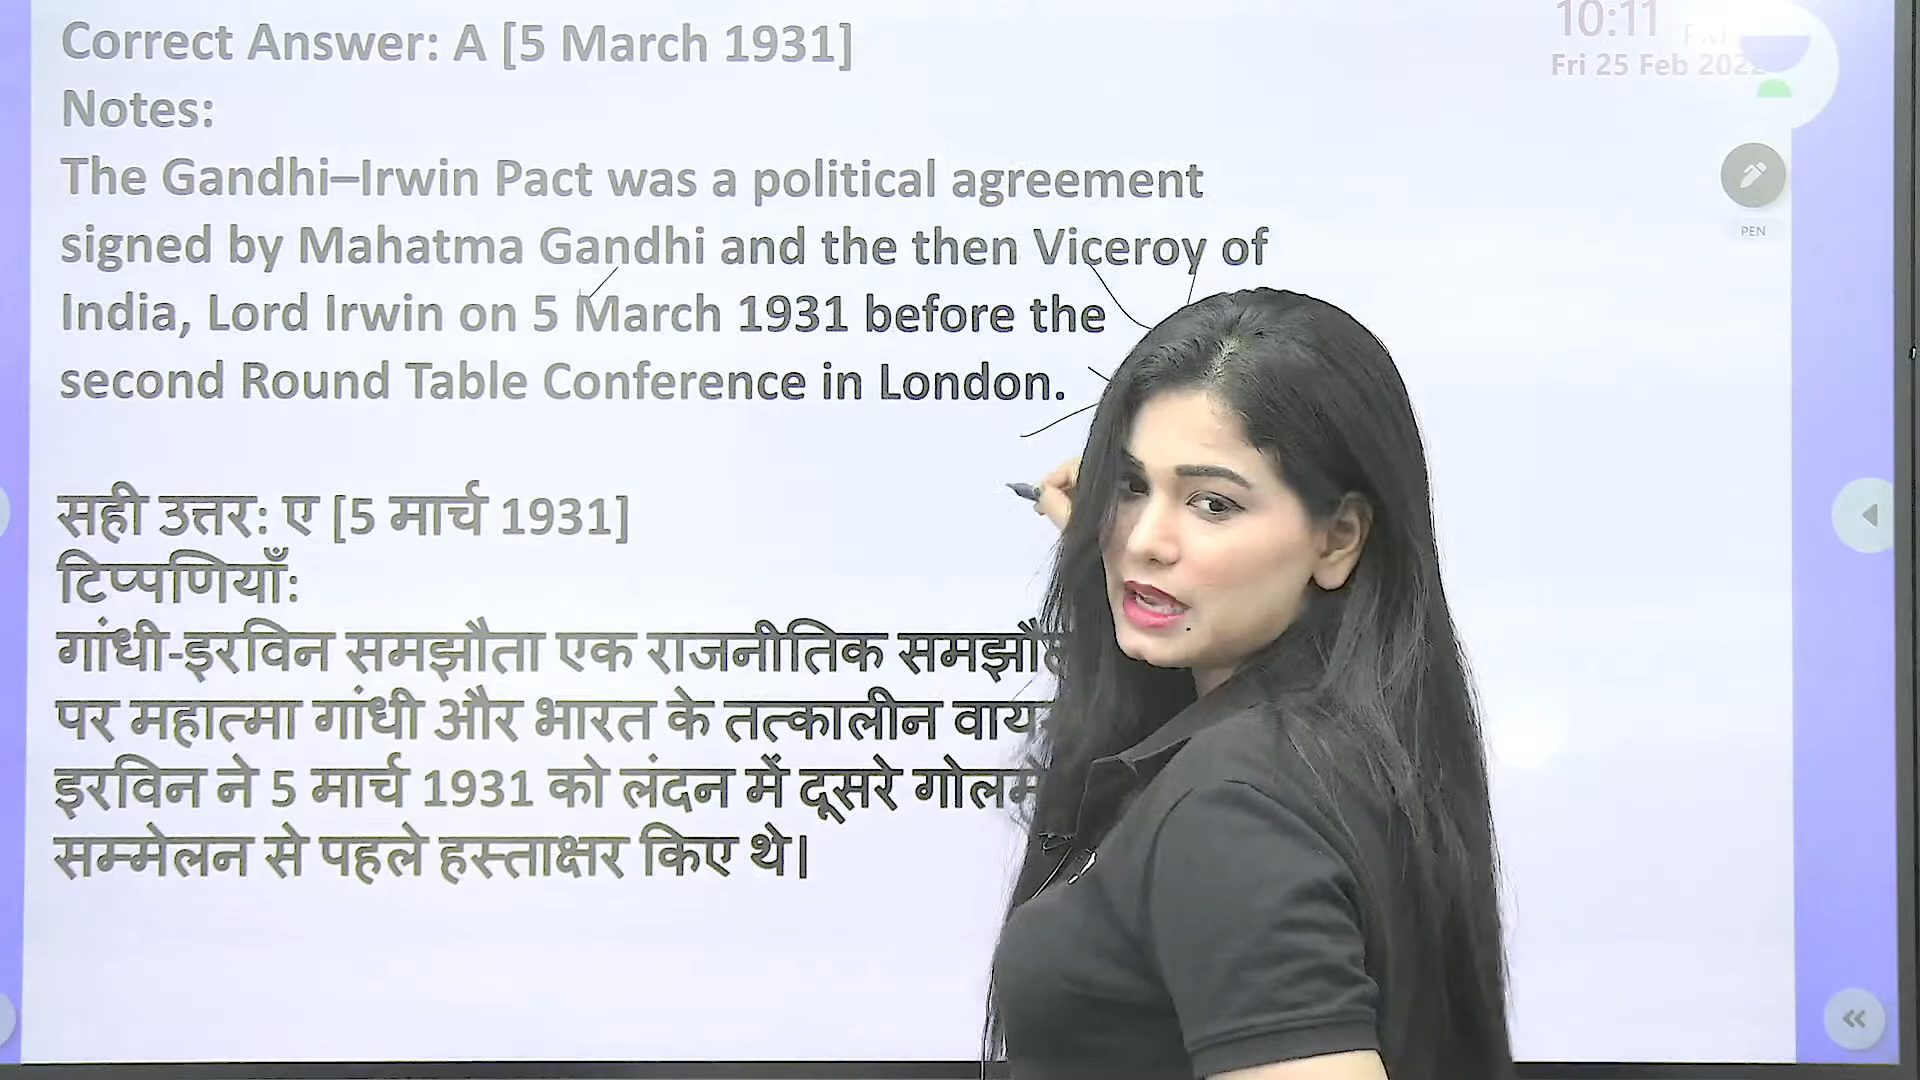 Correct Answer: A [5 March 1931]
10:11 PM
Fri 25 Feb 2022
Notes:
The Gandhi–Irwin Pact was a political agreement
signed by Mahatma Gandhi and the then Viceroy of
India, Lord Irwin on 5 March 1931 before the
second Round Table Conference in London.
PEN
सही उत्तर: ए [5 मार्च 1931]
टिप्पणियाँ:
गांधी-इरविन समझौता एक राजनीतिक
पर महात्मा गांधी और भारत के तत्कालीन
इरविन ने 5 मार्च 1931 को लंदन में दूसरे
सम्मेलन से पहले हस्ताक्षर किए थे।